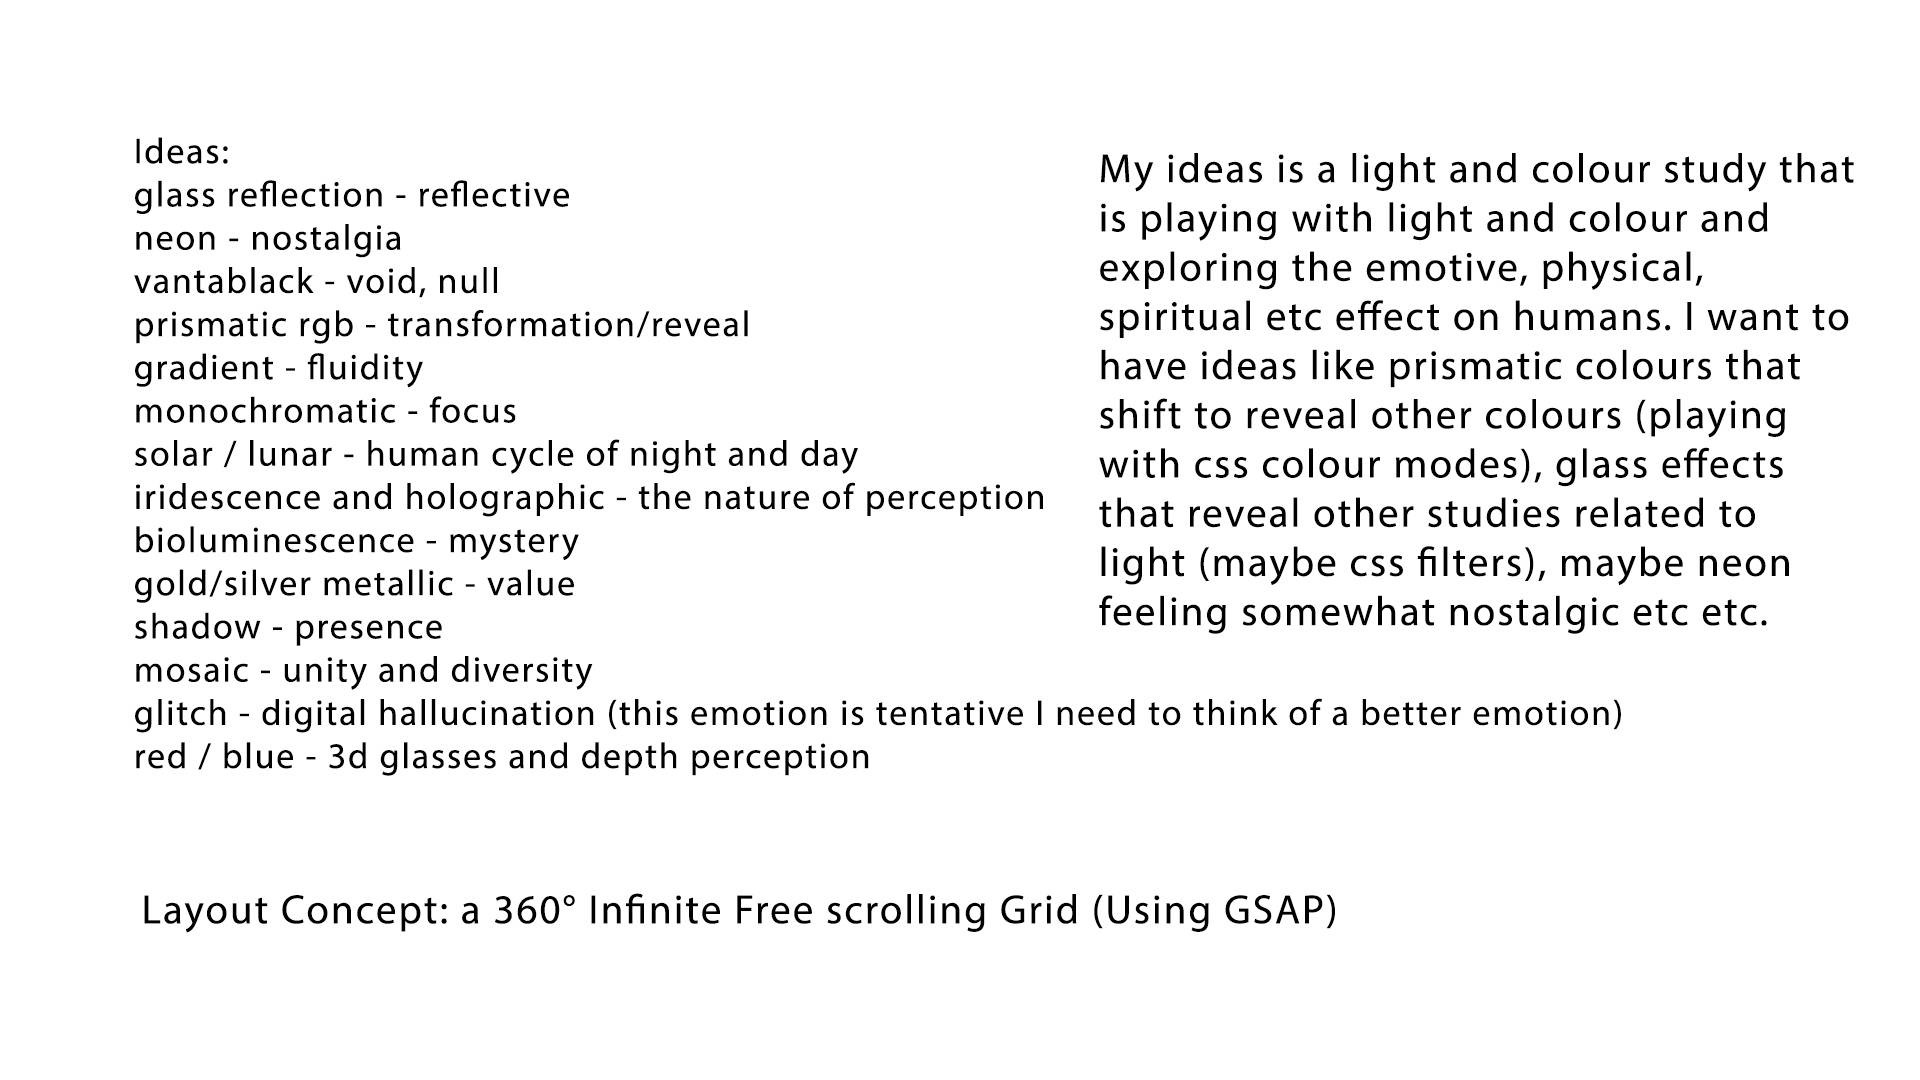 Ideas:
glass reflection - reflective
neon - nostalgia
vantablack - void, null
prismatic rgb - transformation/reveal
gradient - fluidity
monochromatic - focus
solar / lunar - human cycle of night and day
iridescence and holographic - the nature of perception
bioluminescence - mystery
gold/silver metallic - value
shadow - presence
mosaic - unity and diversity
glitch - digital hallucination (this emotion is tentative I need to think of a better emotion)
red / blue - 3d glasses and depth perception
My ideas is a light and colour study that
is playing with light and colour and
exploring the emotive, physical,
spiritual etc effect on humans. I want to
have ideas like prismatic colours that
shift to reveal other colours (playing
with css colour modes), glass effects
that reveal other studies related to
light (maybe css filters), maybe neon
feeling somewhat nostalgic etc etc.
Layout Concept: a 360° Infinite Free scrolling Grid (Using GSAP)